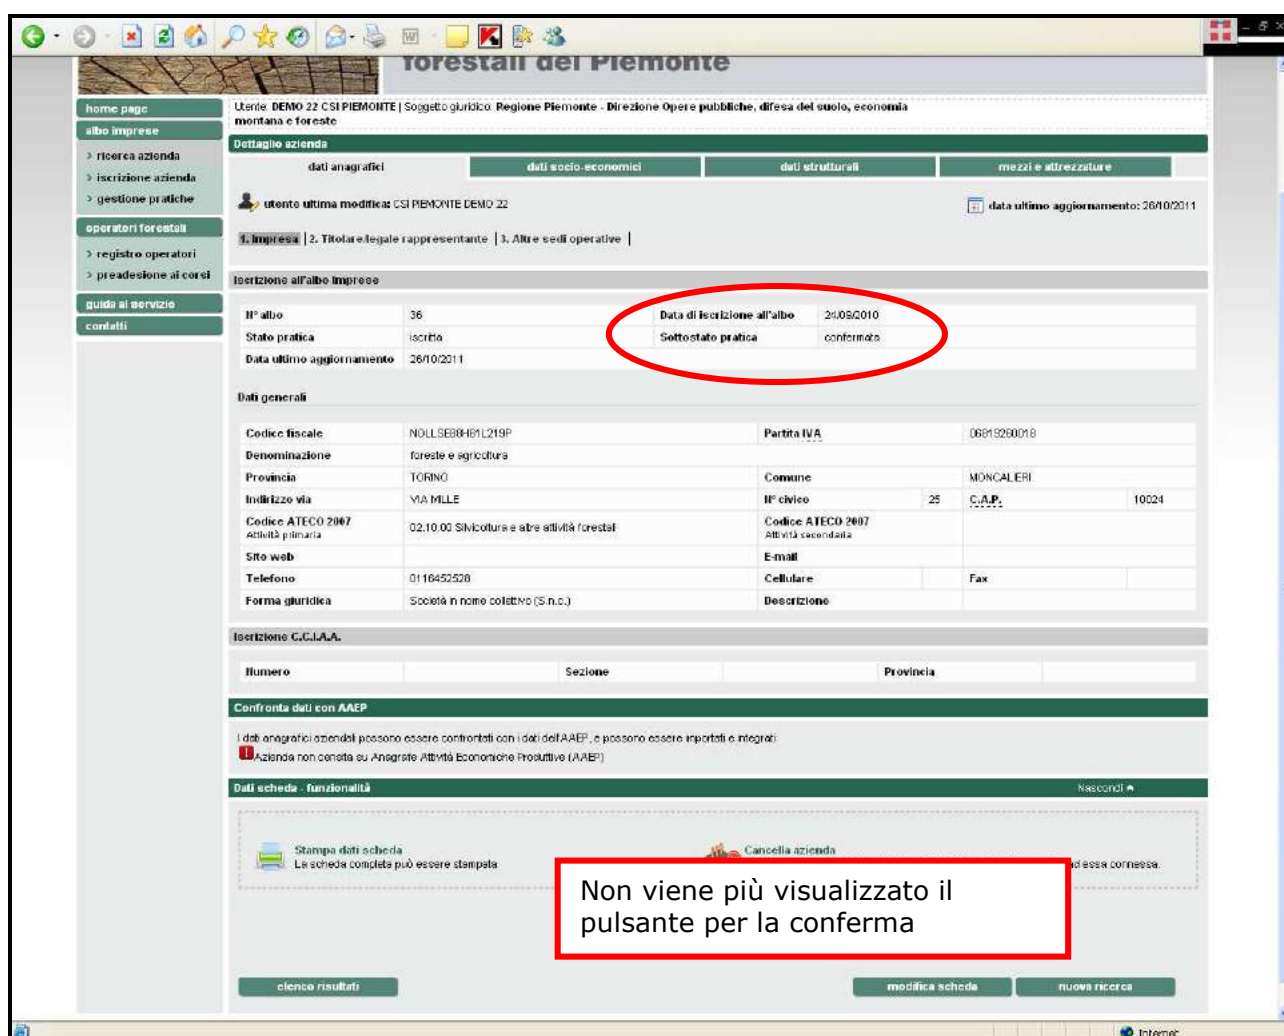 forestali del Piemonte
home page
albo imprese
> ricerca azienda
> iscrizione azienda
> gestione pratiche
operatori forestali
> registro operatori
> preadesione ai corsi
guida al servizio
contatti
Utente: DEMO 22 CSI PIEMONTE | Soggetto giuridico: Regione Piemonte - Direzione Opere pubbliche, difesa del suolo, economia
montana e foreste
Dettaglio azienda
dati anagrafici dati socio-economici dati strutturali mezzi e attrezzature
utente ultima modifica: CSI PIEMONTE DEMO 22 data ultimo aggiornamento: 26/10/2011
1. Impresa | 2. Titolare/legale rappresentante | 3. Altre sedi operative |
Iscrizione all'albo imprese
N° albo 36 Data di iscrizione all'albo 24/09/2010
Stato pratica iscritta Sottostato pratica confermata
Data ultimo aggiornamento 26/10/2011
Dati generali
Codice fiscale Partita IVA
Denominazione foreste e agricoltura
Provincia TORINO Comune MONCALIERI
Indirizzo via VIA MILLE N° civico 25 C.A.P. 10024
Codice ATECO 2007 02.10.00 Silvicoltura e altre attività forestali Codice ATECO 2007
Attività primaria Attività secondaria
Sito web E-mail
Telefono 0116452528 Cellulare Fax
Forma giuridica Società in nome collettivo (S.n.c.) Descrizione
Iscrizione C.C.I.A.A.
Numero Sezione Provincia
Confronta dati con AAEP
I dati anagrafici aziendali possono essere confrontati con i dati dell'AAEP, e possono essere importati e integrati
Azienda non censita su Anagrafe Attività Economiche Produttive (AAEP)
Dati scheda - funzionalità Nascondi
Stampa dati scheda Cancella azienda
La scheda completa può essere stampata ad essa connessa.
Non viene più visualizzato il
pulsante per la conferma
elenco risultati modifica scheda nuova ricerca
Internet